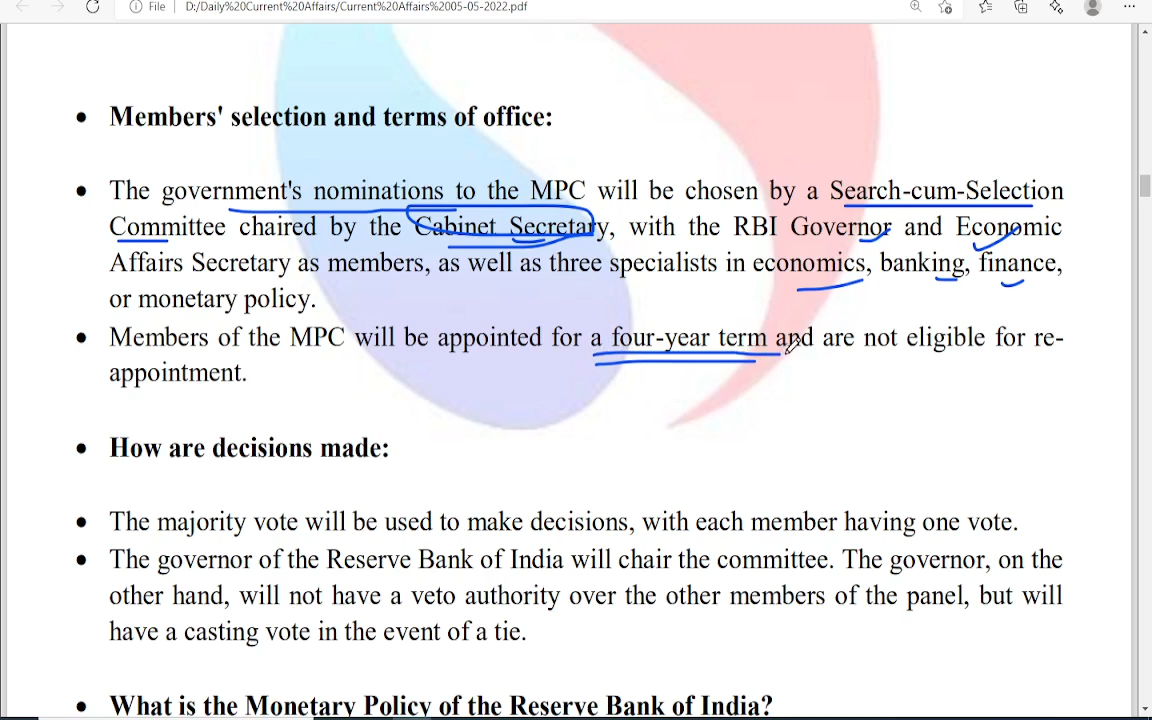 File D:/Daily%20Current%20Affairs/Current%20Affairs%2005-05-2022.pdf
• Members' selection and terms of office:
• The government's nominations to the MPC will be chosen by a Search-cum-Selection
Committee chaired by the Cabinet Secretary, with the RBI Governor and Economic
Affairs Secretary as members, as well as three specialists in economics, banking, finance,
or monetary policy.
• Members of the MPC will be appointed for a four-year term and are not eligible for re-
appointment.
• How are decisions made:
• The majority vote will be used to make decisions, with each member having one vote.
• The governor of the Reserve Bank of India will chair the committee. The governor, on the
other hand, will not have a veto authority over the other members of the panel, but will
have a casting vote in the event of a tie.
• What is the Monetary Policy of the Reserve Bank of India?